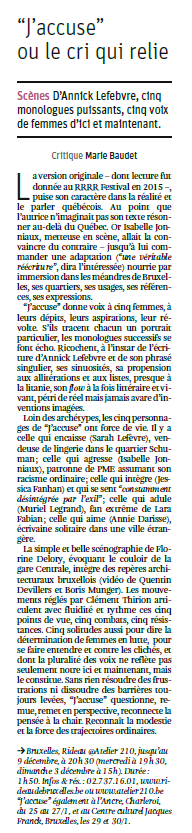 “J’accuse”
ou le cri qui relie
Scènes D’Annick Lefebvre, cinq
monologues puissants, cinq voix
de femmes d’ici et maintenant.
Critique Marie Baudet
La version originale – dont lecture fut
donnée au RRRR Festival en 2015 –,
puise son caractère dans la réalité et
le parler québécois. Au point que
l’autrice n’imaginait pas son texte résonner
au-delà du Québec. Or Isabelle Jonniaux,
metteuse en scène, allait la
convaincre du contraire – jusqu’à lui commander
une adaptation (“une véritable
réécriture”, dira l’intéressée) nourrie par
immersion dans les méandres de Bruxelles,
ses quartiers, ses usages, ses références,
ses expressions.
“J’accuse” donne voix à cinq femmes, à
leurs dépits, leurs aspirations, leur révolte.
S’ils tracent chacun un portrait
particulier, les monologues successifs se
font écho. Ricochent, à l’instar de l’écriture
d’Annick Lefebvre et de son phrasé
singulier, ses sinuosités, sa propension
aux allitérations et aux listes, presque à
la litanie, son flow à la fois littéraire et vivant,
pétri de réel mais jamais avare d’inventions
imagées.
Loin des archétypes, les cinq personnages
de “J’accuse” ont force de vie. Il y a
celle qui encaisse (Sarah Lefèvre), vendeuse
de lingerie dans le quartier Schuman;
celle qui agresse (Isabelle Jonniaux),
patronne de PME assumant son
racisme ordinaire; celle qui intègre (Jessica
Fanhan) et qui se sent “constamment
désintégrée par l’exil”; celle qui adule
(Muriel Legrand), fan extrême de Lara
Fabian; celle qui aime (Annie Darisse),
écrivaine solitaire dans une ville étrangère.
La simple et belle scénographie de Florine
Delory, évoquant le couloir de la
gare Centrale, intègre des repères architecturaux
bruxellois (vidéo de Quentin
Devillers et Boris Munger). Les mouvements
réglés par Clément Thirion articulent
avec fluidité et rythme ces cinq
points de vue, cinq combats, cinq résistances.
Cinq solitudes aussi pour dire la
détermination de femmes en lutte, pour
se faire entendre et contre les clichés, et
dont la pluralité des voix ne reflète pas
seulement notre ici et maintenant, mais
le constitue. Sans rien résoudre des frustrations
ni dissoudre des barrières toujours
levées, “J’accuse” questionne, remue,
remet en perspective, reconnecte la
pensée à la chair. Reconnaît la modestie
et la force des trajectoires ordinaires.
→ Bruxelles, Rideau @Atelier 210, jusqu’au
9 décembre, à 20h30 (mercredi à 19h30,
dimanche 3 décembre à 15h). Durée :
1h50. Infos & rés. : 02.737.16.01, www.rideaudebruxelles.be
ou www.atelier210.be
“J’accuse” également à l’Ancre, Charleroi,
du 25 au 27/1, et au Centre culturel Jacques
Franck, Bruxelles, les 29 et 30/1.